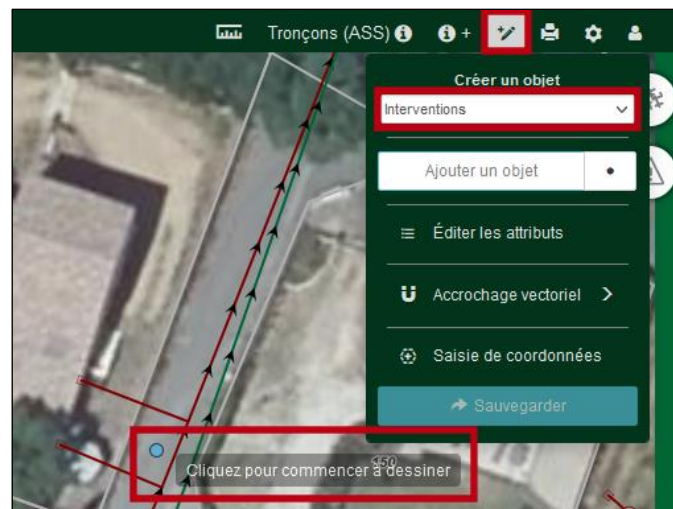 Tronçons (ASS)
+
Créer un objet
Interventions
Ajouter un objet
Éditer les attributs
Accrochage vectoriel
Saisie de coordonnées
Sauvegarder
150
Cliquez pour commencer à dessiner